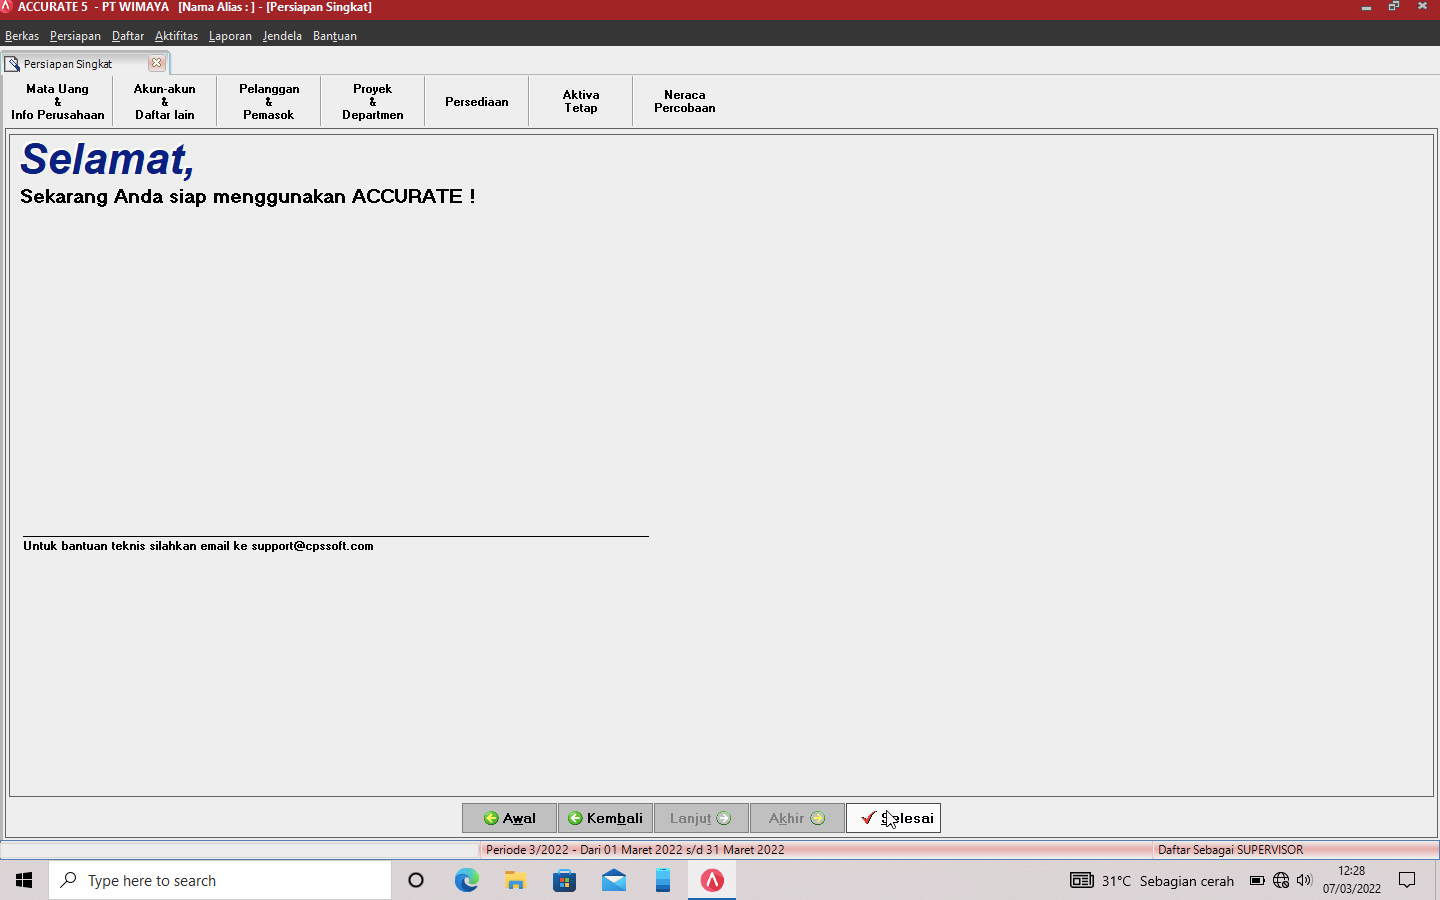 ACCURATE 5 - PT WIMAYA [Nama Alias : ] - [Persiapan Singkat]
Berkas Persiapan Daftar Aktifitas Laporan Jendela Bantuan
Persiapan Singkat
Mata Uang
&
Info Perusahaan
Akun-akun
&
Daftar lain
Pelanggan
&
Pemasok
Proyek
&
Departmen
Persediaan
Aktiva
Tetap
Neraca
Percobaan
Selamat,
Sekarang Anda siap menggunakan ACCURATE !
Untuk bantuan teknis silahkan email ke support@cpssoft.com
Awal Kembali Lanjut Akhir Selesai
Periode 3/2022 - Dari 01 Maret 2022 s/d 31 Maret 2022 Daftar Sebagai SUPERVISOR
Type here to search
31°C Sebagian cerah
12:28
07/03/2022